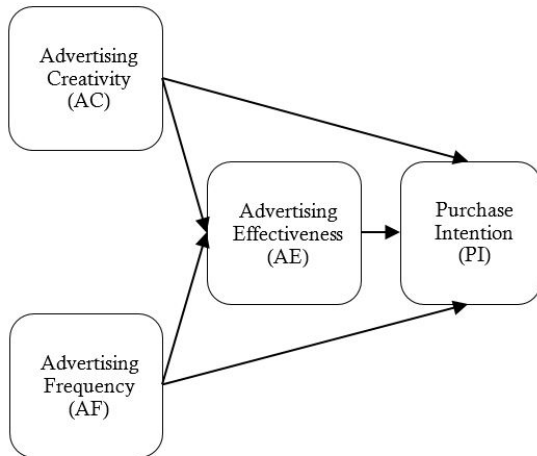 Advertising
Creativity
(AC)
Advertising
Effectiveness
(AE)
Purchase
Intention
(PI)
Advertising
Frequency
(AF)